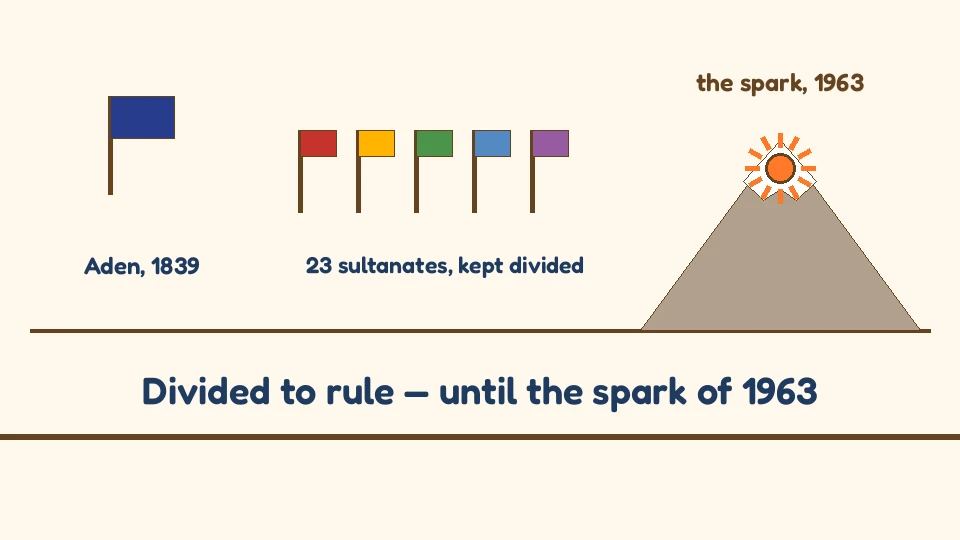 the spark, 1963
Aden, 1839
23 sultanates, kept divided
Divided to rule – until the spark of 1963